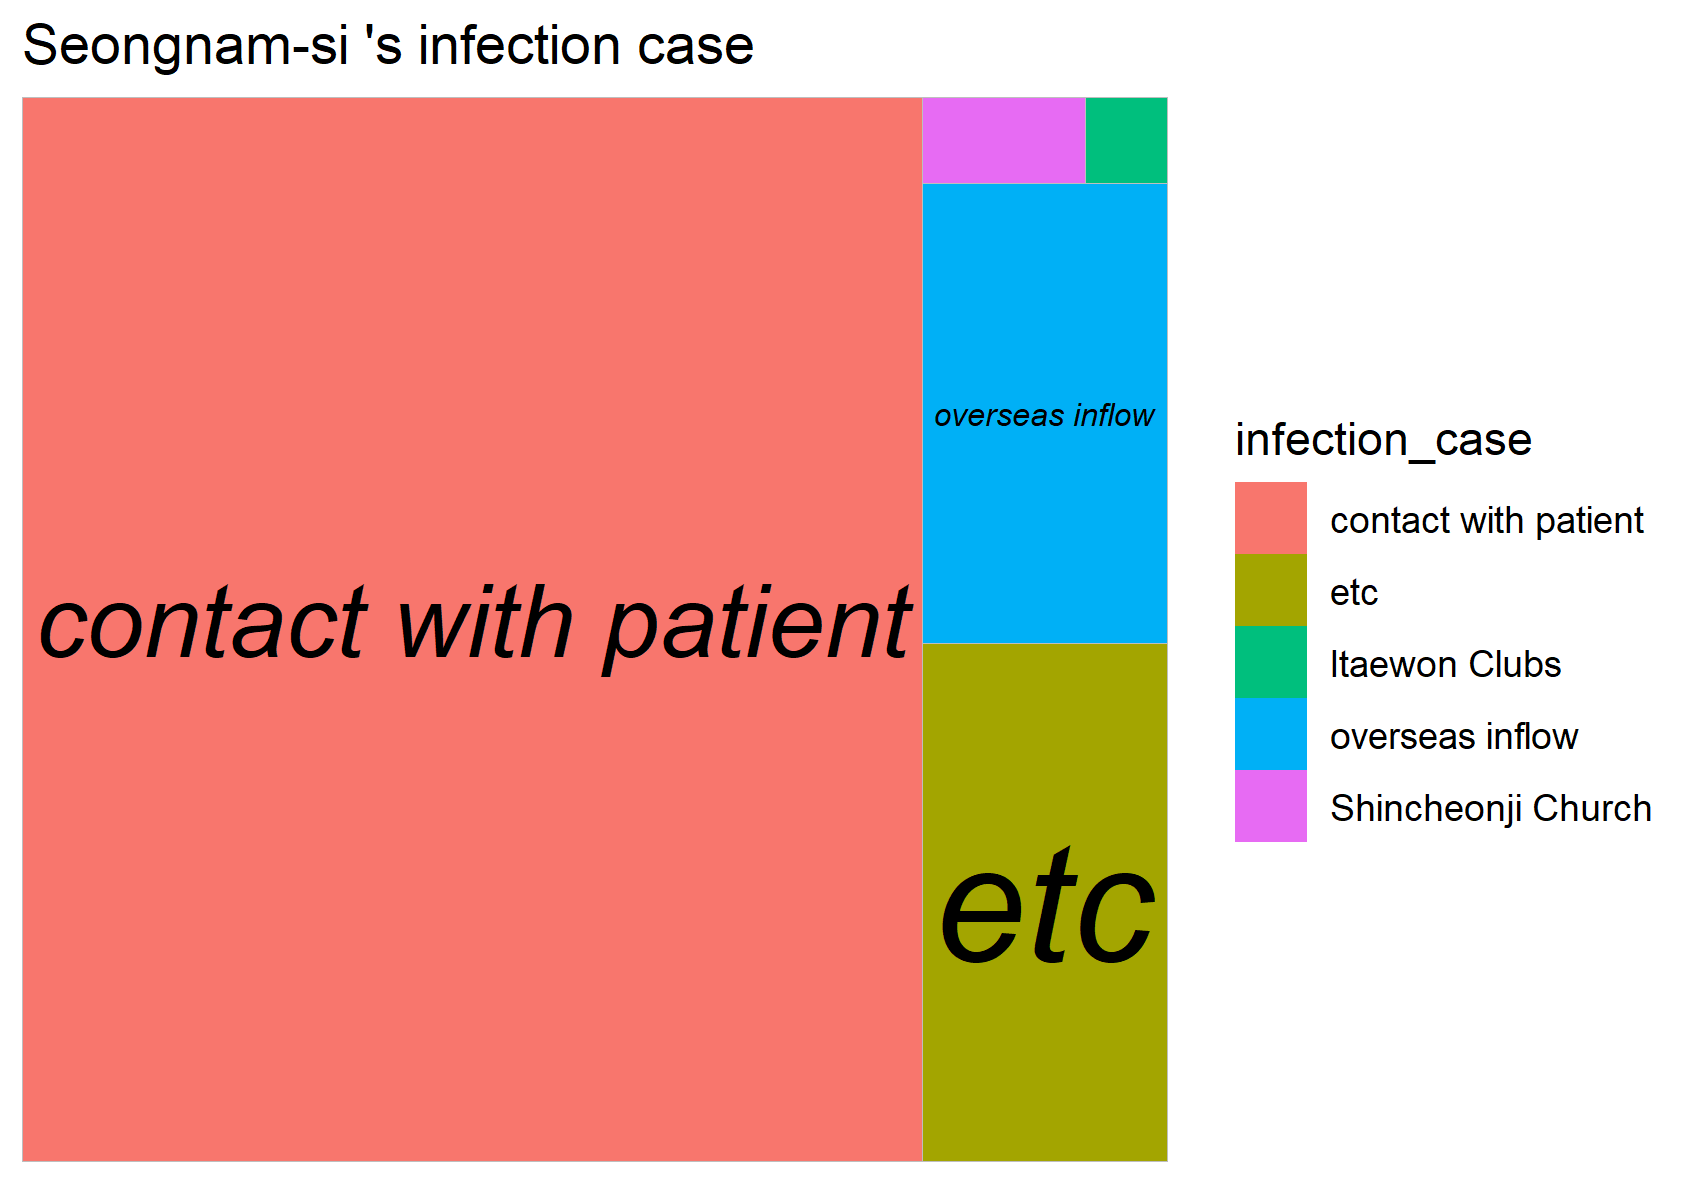 Seongnam-si 's infection case
overseas inflow
contact with patient
etc
infection_case
contact with patient
etc
Itaewon Clubs
overseas inflow
Shincheonji Church